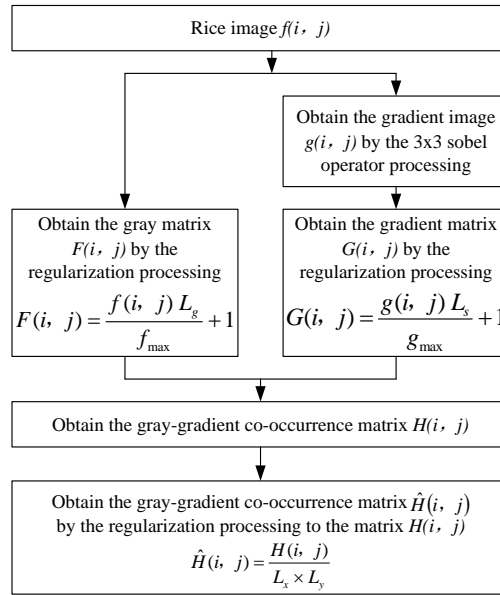 Rice image f(i, j)
Obtain the gradient image
g(i, j) by the 3x3 sobel
operator processing
Obtain the gray matrix
F(i, j) by the
regularization processing
F(i, j) = f(i, j) L_g / f_max + 1
Obtain the gradient matrix
G(i, j) by the
regularization processing
G(i, j) = g(i, j) L_s / g_max + 1
Obtain the gray-gradient co-occurrence matrix H(i, j)
Obtain the gray-gradient co-occurrence matrix Ĥ(i, j)
by the regularization processing to the matrix H(i, j)
Ĥ(i, j) = H(i, j) / L_x × L_y